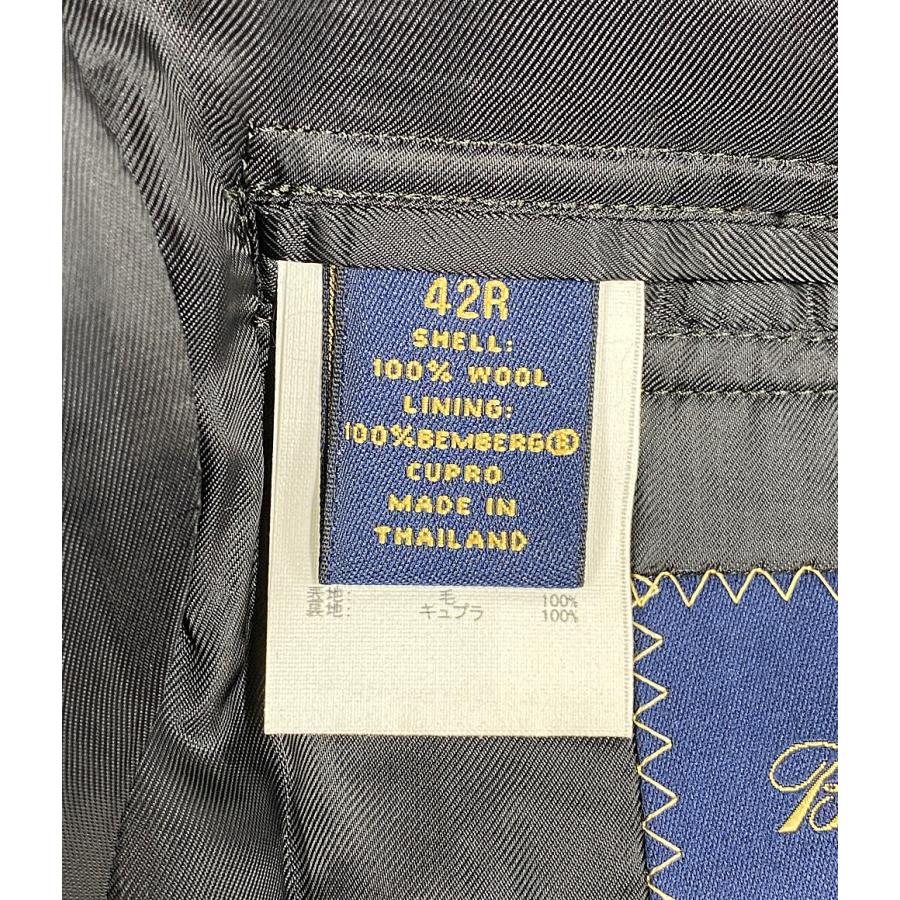 42R
SHELL:
100% WOOL
LINING:
100%BEMBERG®
CUPRO
MADE IN
THAILAND
表地: 毛 100%
裏地: キュプラ 100%